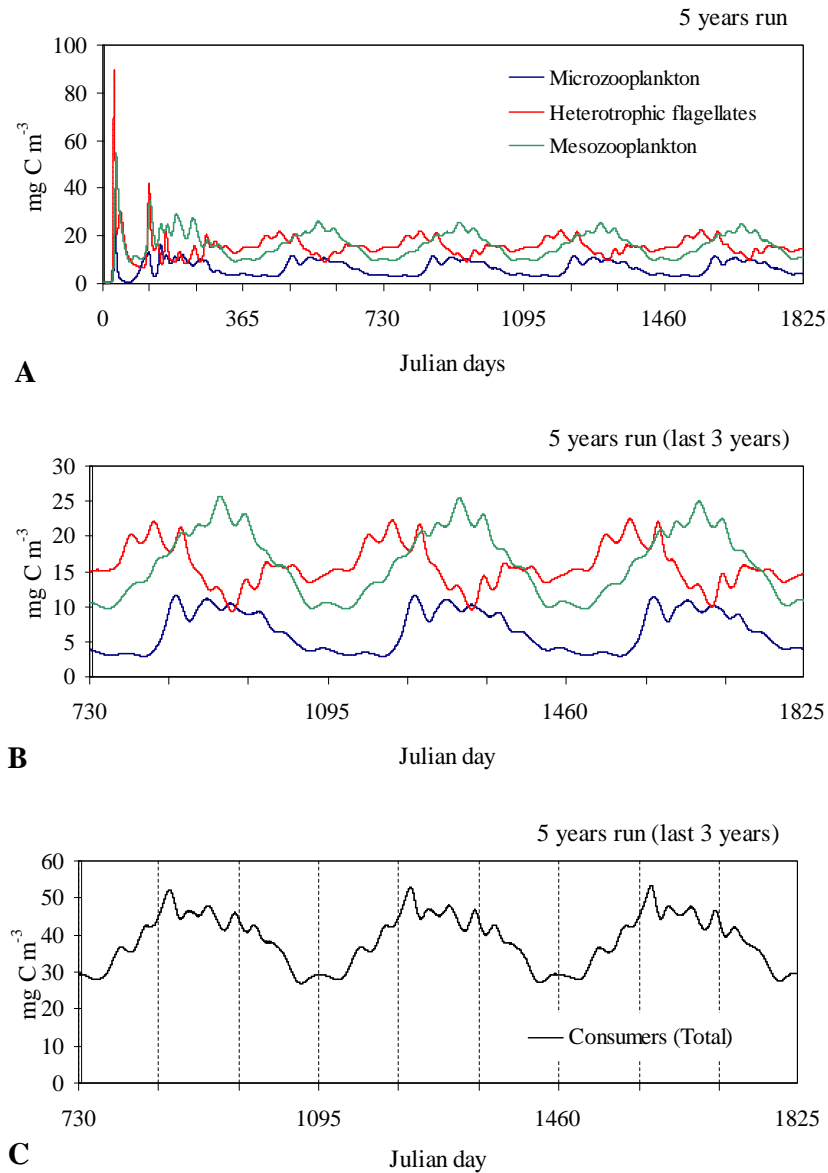 5 years run
100
80
60
40
20
0
mg C m-3
Microzooplankton
Heterotrophic flagellates
Mesozooplankton
0 365 730 1095 1460 1825
Julian days
A
5 years run (last 3 years)
30
25
20
15
10
5
0
mg C m-3
730 1095 1460 1825
Julian day
B
5 years run (last 3 years)
60
50
40
30
20
10
0
mg C m-3
Consumers (Total)
730 1095 1460 1825
Julian day
C